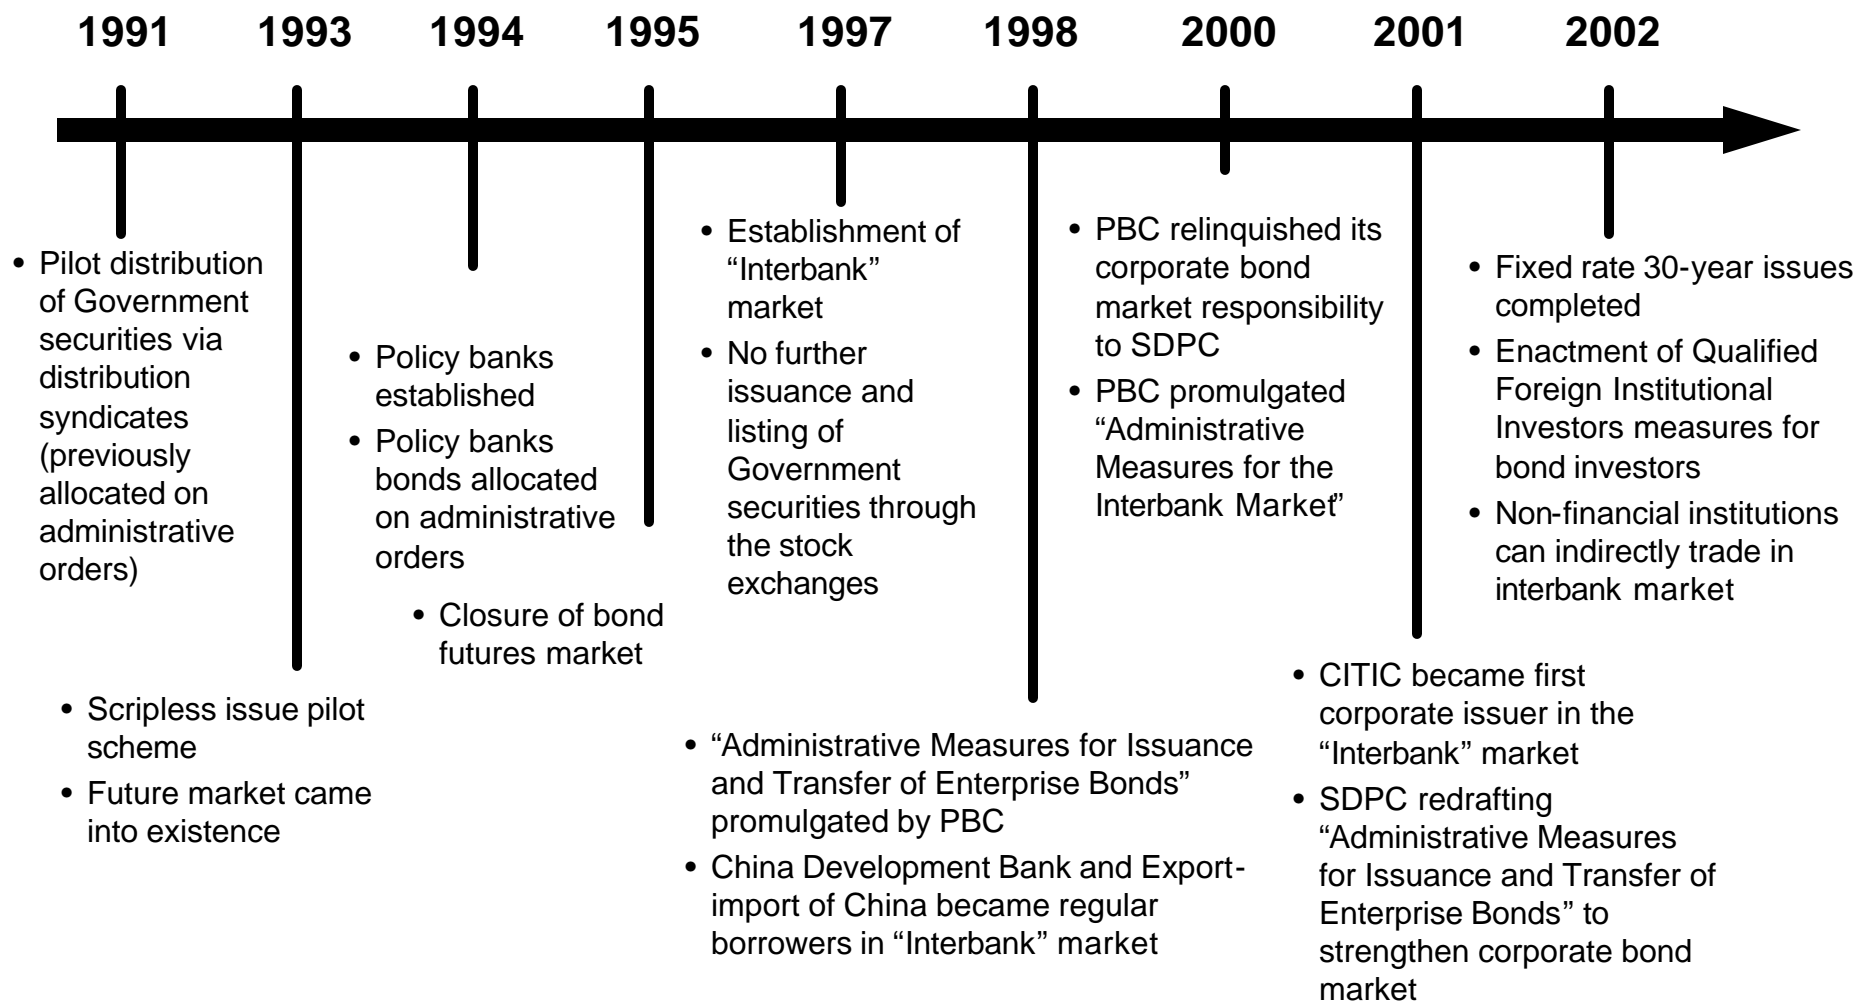 1991 1993 1994 1995 1997 1998 2000 2001 2002
• Pilot distribution
of Government
securities via
distribution
syndicates
(previously
allocated on
administrative
orders)
• Scripless issue pilot
scheme
• Future market came
into existence
• Policy banks
established
• Policy banks
bonds allocated
on administrative
orders
• Closure of bond
futures market
• Establishment of
“Interbank”
market
• No further
issuance and
listing of
Government
securities through
the stock
exchanges
• “Administrative Measures for Issuance
and Transfer of Enterprise Bonds”
promulgated by PBC
• China Development Bank and Export-
import of China became regular
borrowers in “Interbank” market
• PBC relinquished its
corporate bond
market responsibility
to SDPC
• PBC promulgated
“Administrative
Measures for the
Interbank Market”
• CITIC became first
corporate issuer in the
“Interbank” market
• SDPC redrafting
“Administrative Measures
for Issuance and Transfer of
Enterprise Bonds” to
strengthen corporate bond
market
• Fixed rate 30-year issues
completed
• Enactment of Qualified
Foreign Institutional
Investors measures for
bond investors
• Non-financial institutions
can indirectly trade in
interbank market